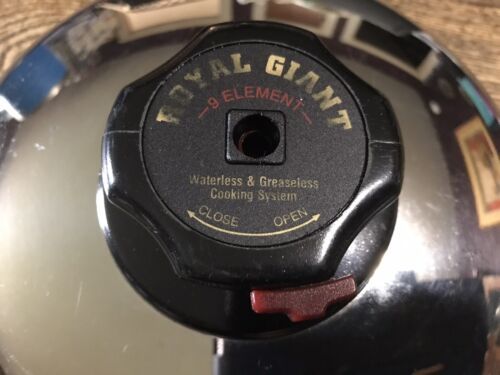 ROYAL GIANT
—9 ELEMENT—
Waterless & Greaseless
Cooking System
CLOSE OPEN